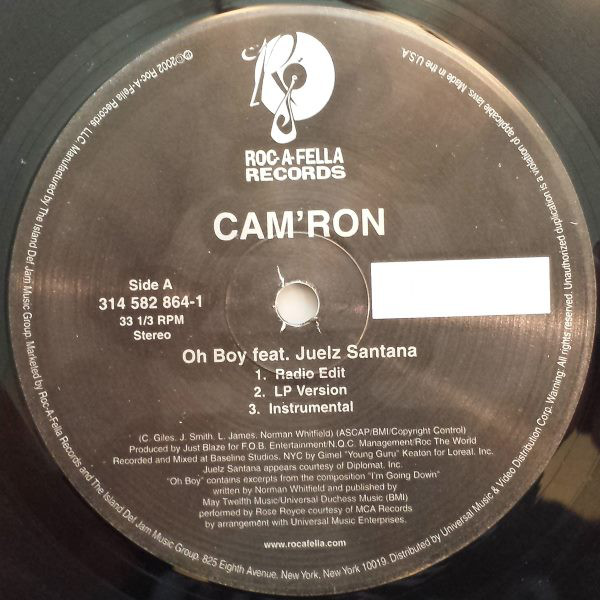 ROC-A-FELLA
RECORDS
CAM'RON
Side A
314 582 864-1
33 1/3 RPM
Stereo
Oh Boy feat. Juelz Santana
1. Radio Edit
2. LP Version
3. Instrumental
(C. Giles, J. Smith, L. James, Norman Whitfield) (ASCAP/BMI/Copyright Control)
Produced by Just Blaze for F.O.B. Entertainment/N.Q.C. Management/Roc The World
Recorded and Mixed at Baseline Studios, NYC by Gimel "Young Guru" Keaton for Loreal, Inc.
Juelz Santana appears courtesy of Diplomat, Inc.
"Oh Boy" contains excerpts from the composition "I'm Going Down"
written by Norman Whitfield and published by
May Twelfth Music/Universal Duchess Music (BMI)
performed by Rose Royce courtesy of MCA Records
by arrangement with Universal Music Enterprises.
www.rocafella.com
℗©2002 Roc-A-Fella Records, LLC. Manufactured by The Island Def Jam Music Group. Marketed by Roc-A-Fella Records and The Island Def Jam Music Group, 825 Eighth Avenue, New York, New York 10019. Distributed by Universal Music & Video Distribution Corp. Warning: All rights reserved. Unauthorized duplication is a violation of applicable laws. Made in the U.S.A.